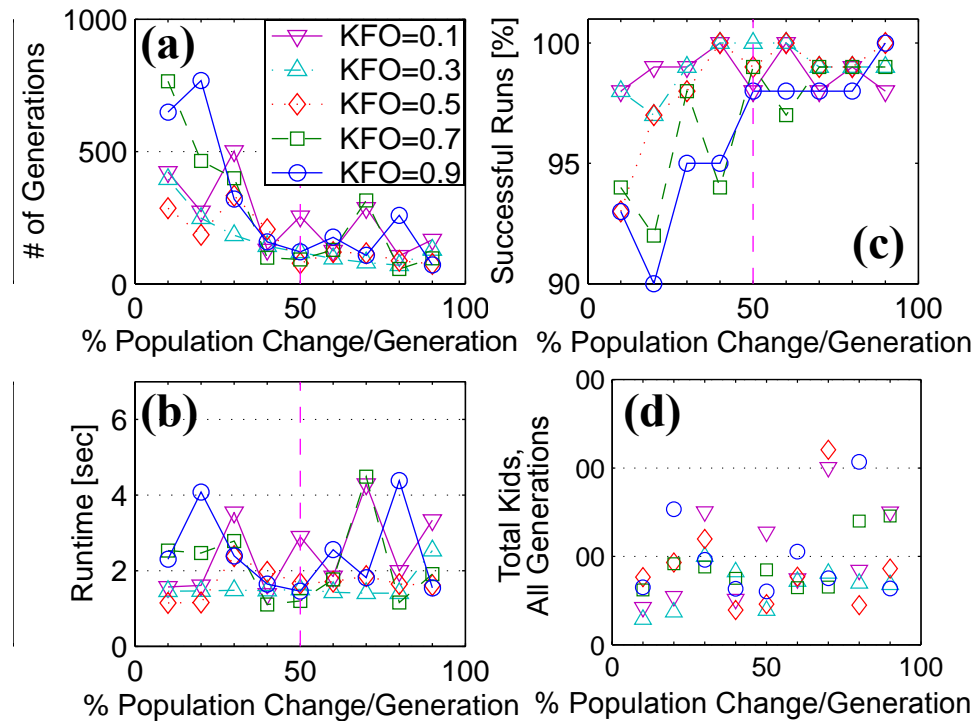 1000
500
0
0
50
100
# of Generations
% Population Change/Generation
(a)
KFO=0.1
KFO=0.3
KFO=0.5
KFO=0.7
KFO=0.9
100
95
90
0
50
100
Successful Runs [%]
% Population Change/Generation
(c)
6
4
2
0
0
50
100
Runtime [sec]
% Population Change/Generation
(b)
00
00
00
0
0
50
100
Total Kids,
All Generations
% Population Change/Generation
(d)